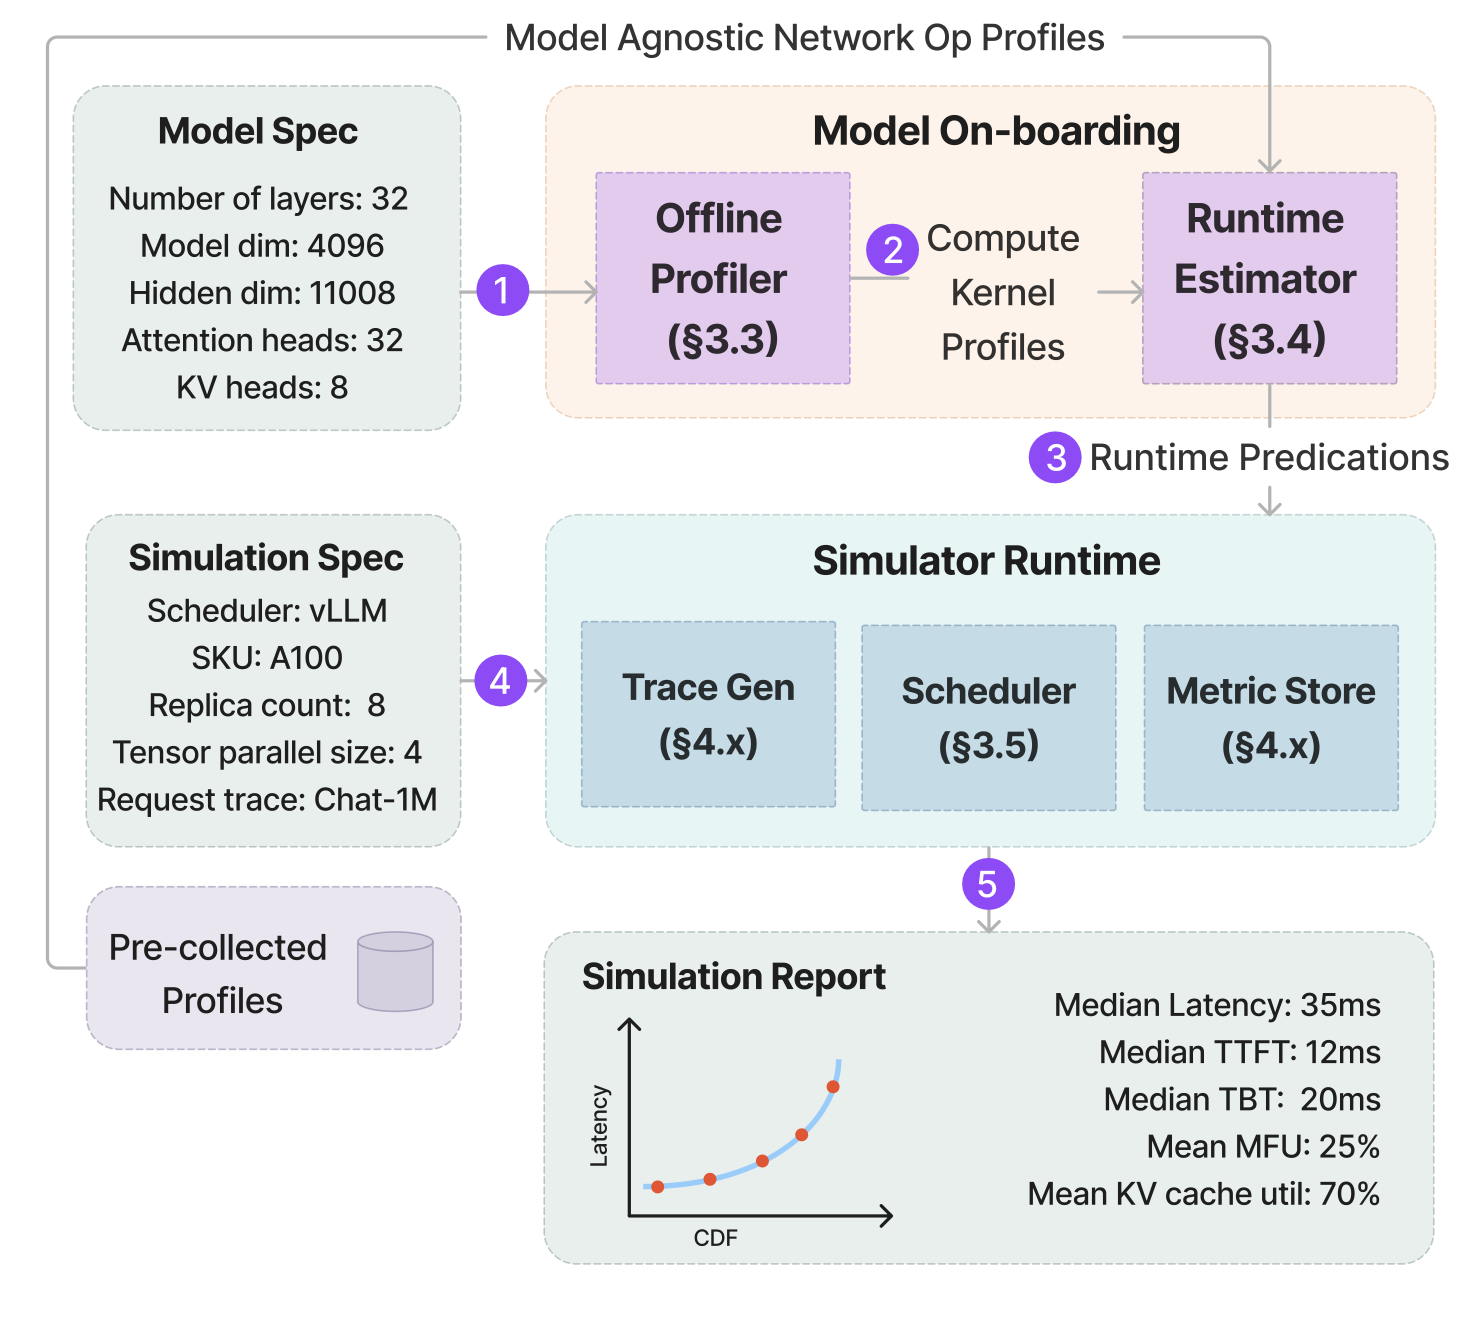 Model Agnostic Network Op Profiles
Model Spec
Number of layers: 32
Model dim: 4096
Hidden dim: 11008
Attention heads: 32
KV heads: 8
1
Model On-boarding
Offline
Profiler
(§3.3)
2
Compute
Kernel
Profiles
Runtime
Estimator
(§3.4)
3 Runtime Predications
Simulation Spec
Scheduler: vLLM
SKU: A100
Replica count: 8
Tensor parallel size: 4
Request trace: Chat-1M
4
Simulator Runtime
Trace Gen
(§4.x)
Scheduler
(§3.5)
Metric Store
(§4.x)
5
Pre-collected
Profiles
Simulation Report
Latency
CDF
Median Latency: 35ms
Median TTFT: 12ms
Median TBT: 20ms
Mean MFU: 25%
Mean KV cache util: 70%